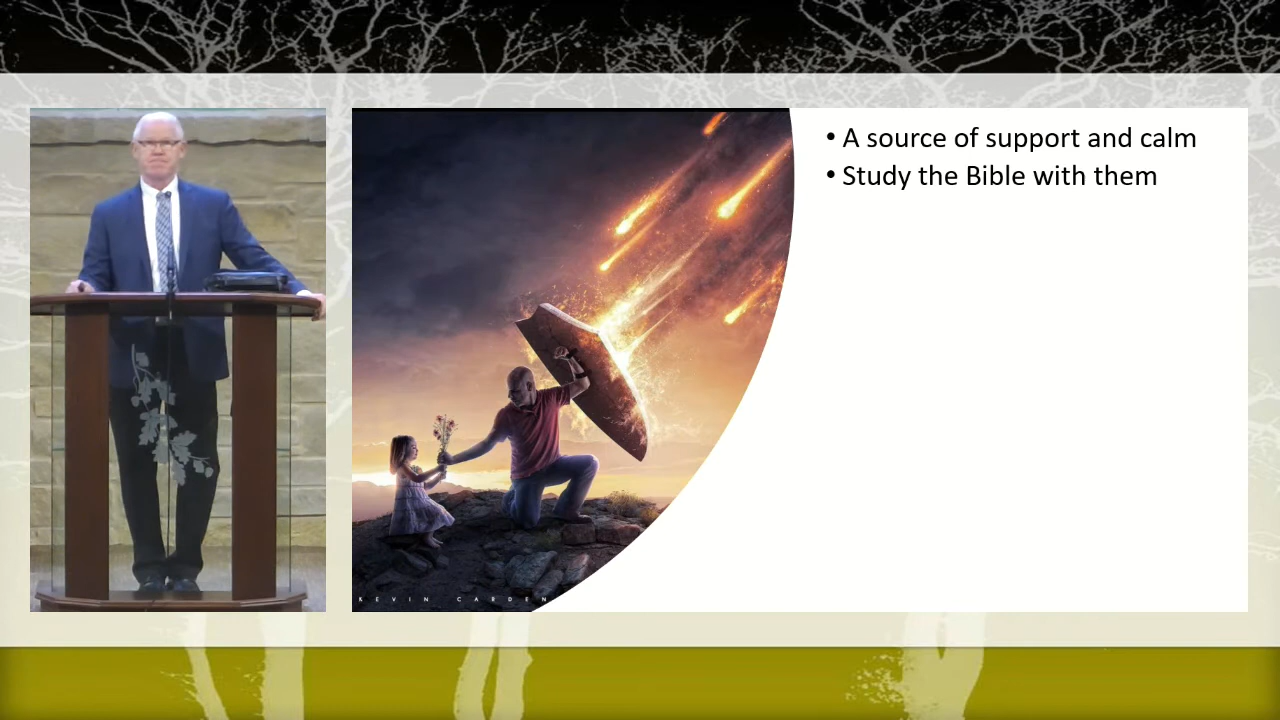 • A source of support and calm
• Study the Bible with them
KEVIN CARDEN